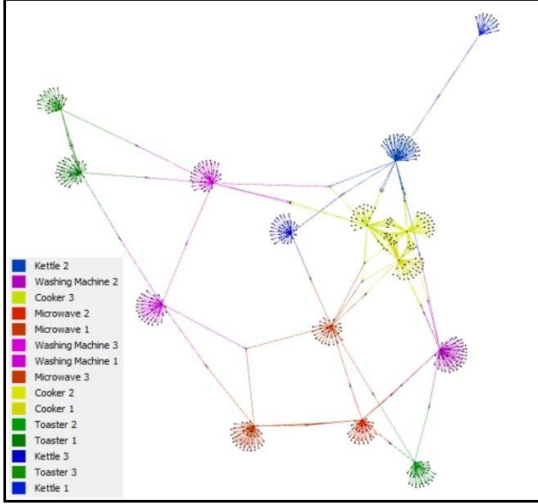 Kettle 2
Washing Machine 2
Cooker 3
Microwave 2
Microwave 1
Washing Machine 3
Washing Machine 1
Microwave 3
Cooker 2
Cooker 1
Toaster 2
Toaster 1
Kettle 3
Toaster 3
Kettle 1